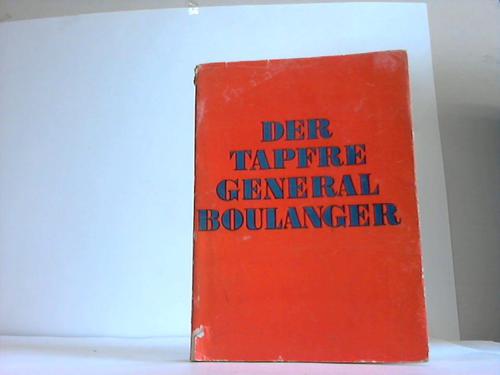 DER
TAPFRE
GENERAL
BOULANGER